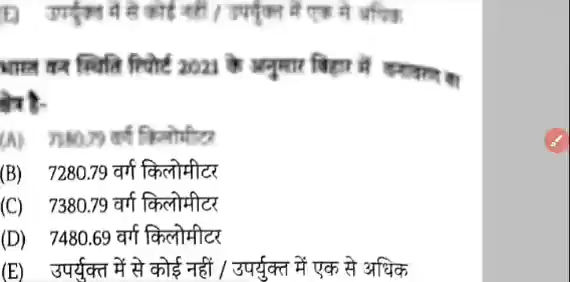 (E) उपर्युक्त में से कोई नहीं / उपर्युक्त में एक से अधिक
भारत वन स्थिति रिपोर्ट 2021 के अनुसार बिहार में वनावरण का
क्षेत्र है-
(A) 7180.79 वर्ग किलोमीटर
(B) 7280.79 वर्ग किलोमीटर
(C) 7380.79 वर्ग किलोमीटर
(D) 7480.69 वर्ग किलोमीटर
(E) उपर्युक्त में से कोई नहीं / उपर्युक्त में एक से अधिक